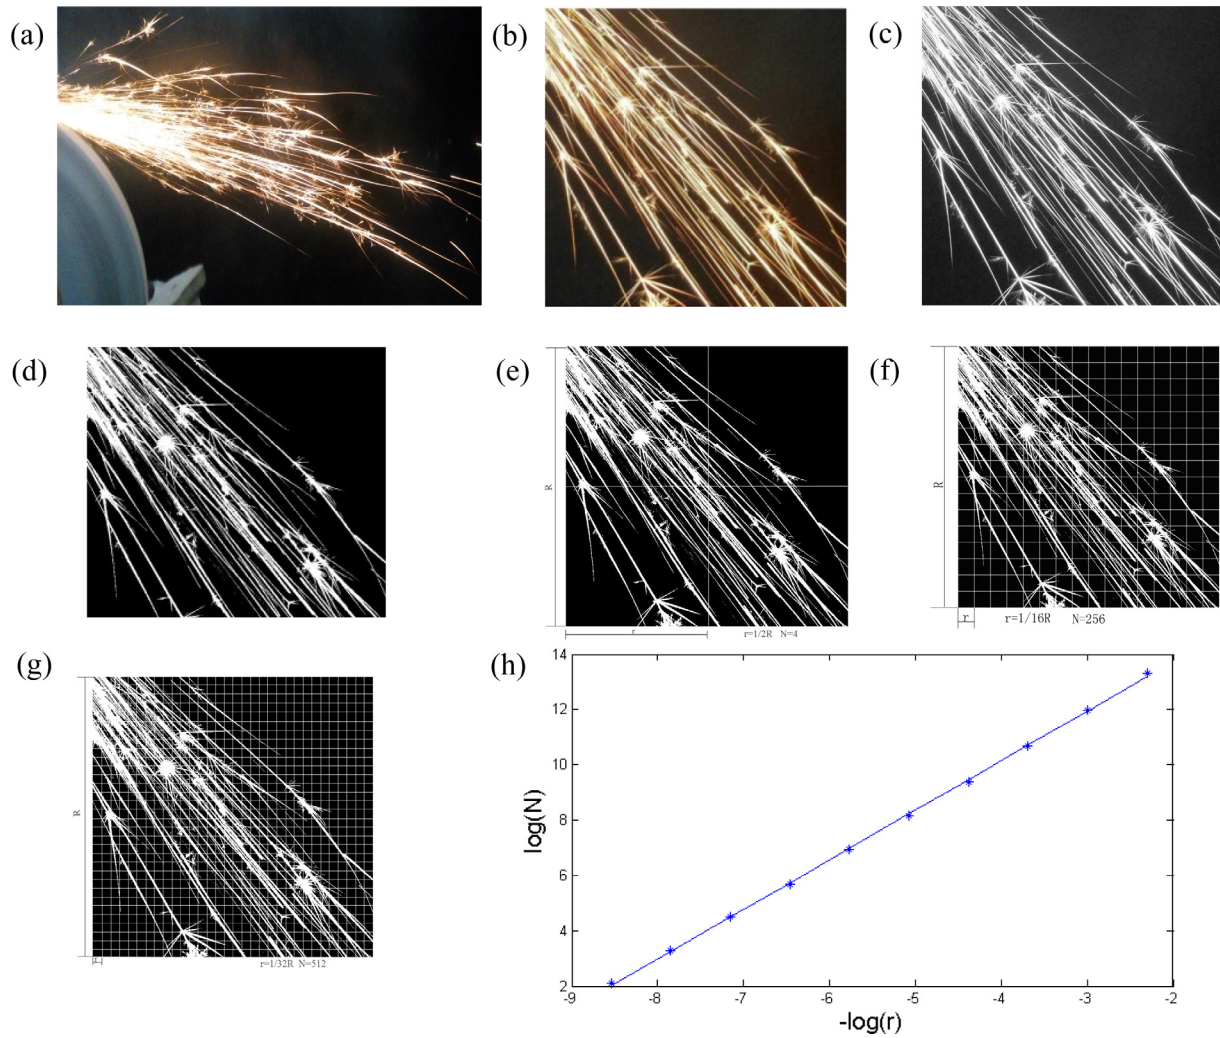 (a)
(b)
(c)
(d)
(e)
(f)
R
R
r
r=1/2R N=4
r
r=1/16R N=256
(g)
(h)
R
r
r=1/32R N=512
14
12
10
8
6
4
2
log(N)
-9 -8 -7 -6 -5 -4 -3 -2
-log(r)